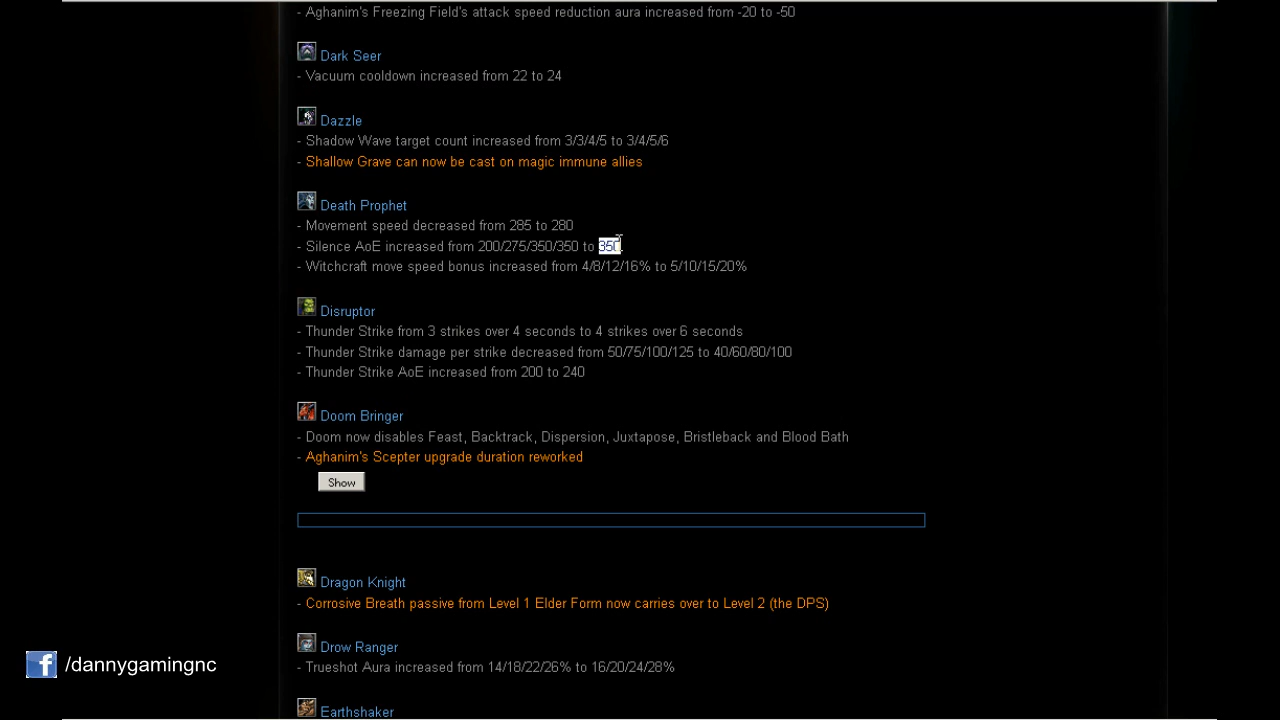 - Aghanim's Freezing Field's attack speed reduction aura increased from -20 to -50
Dark Seer
- Vacuum cooldown increased from 22 to 24
Dazzle
- Shadow Wave target count increased from 3/3/4/5 to 3/4/5/6
- Shallow Grave can now be cast on magic immune allies
Death Prophet
- Movement speed decreased from 285 to 280
- Silence AoE increased from 200/275/350/350 to 350
- Witchcraft move speed bonus increased from 4/8/12/16% to 5/10/15/20%
Disruptor
- Thunder Strike from 3 strikes over 4 seconds to 4 strikes over 6 seconds
- Thunder Strike damage per strike decreased from 50/75/100/125 to 40/60/80/100
- Thunder Strike AoE increased from 200 to 240
Doom Bringer
- Doom now disables Feast, Backtrack, Dispersion, Juxtapose, Bristleback and Blood Bath
- Aghanim's Scepter upgrade duration reworked
Show
Dragon Knight
- Corrosive Breath passive from Level 1 Elder Form now carries over to Level 2 (the DPS)
Drow Ranger
- Trueshot Aura increased from 14/18/22/26% to 16/20/24/28%
Earthshaker
f /dannygamingnc